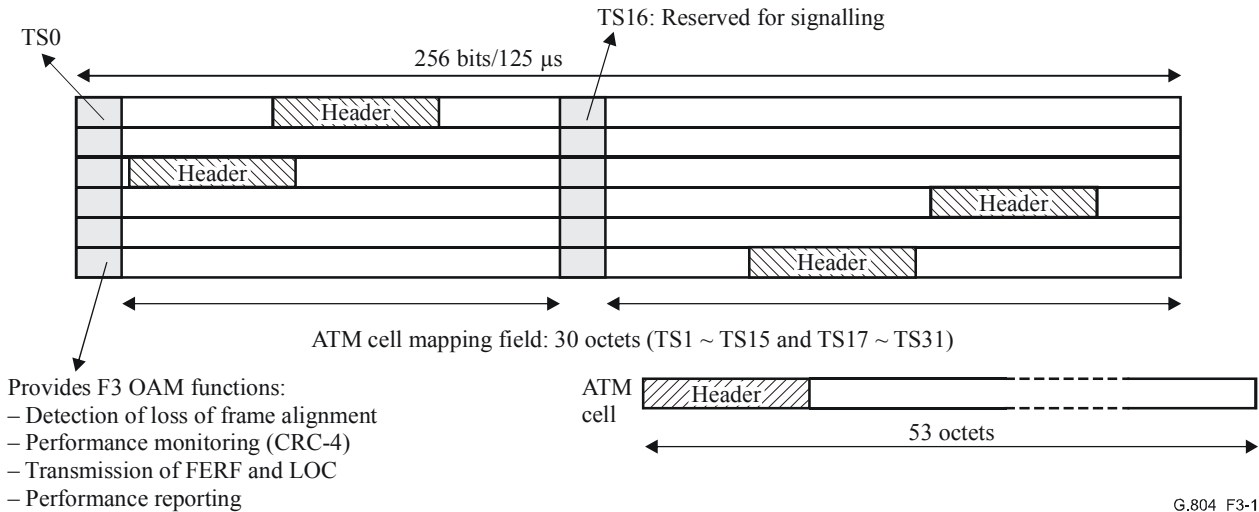 TS16: Reserved for signalling
TS0
256 bits/125 µs
Header
Header
Header
Header
ATM cell mapping field: 30 octets (TS1 ~ TS15 and TS17 ~ TS31)
Provides F3 OAM functions:
– Detection of loss of frame alignment
– Performance monitoring (CRC-4)
– Transmission of FERF and LOC
– Performance reporting
ATM
cell
Header
53 octets
G.804_F3-1